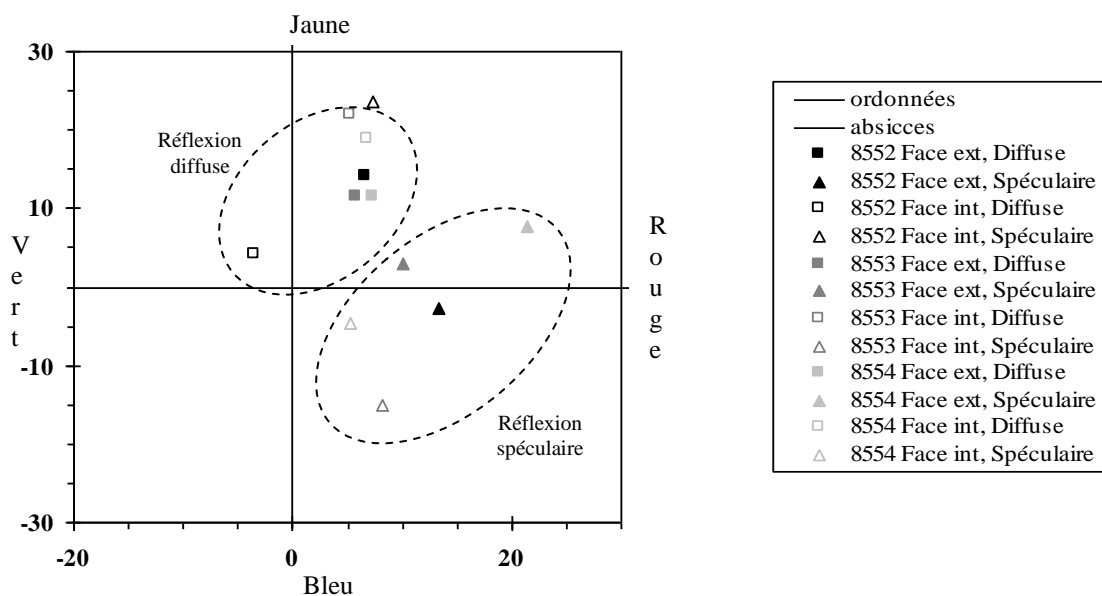 Jaune
30
10
-10
-30
-20
0
20
Bleu
Vert
Rouge
Réflexion
diffuse
Réflexion
spéculaire
ordonnées
absicces
8552 Face ext, Diffuse
8552 Face ext, Spéculaire
8552 Face int, Diffuse
8552 Face int, Spéculaire
8553 Face ext, Diffuse
8553 Face ext, Spéculaire
8553 Face int, Diffuse
8553 Face int, Spéculaire
8554 Face ext, Diffuse
8554 Face ext, Spéculaire
8554 Face int, Diffuse
8554 Face int, Spéculaire